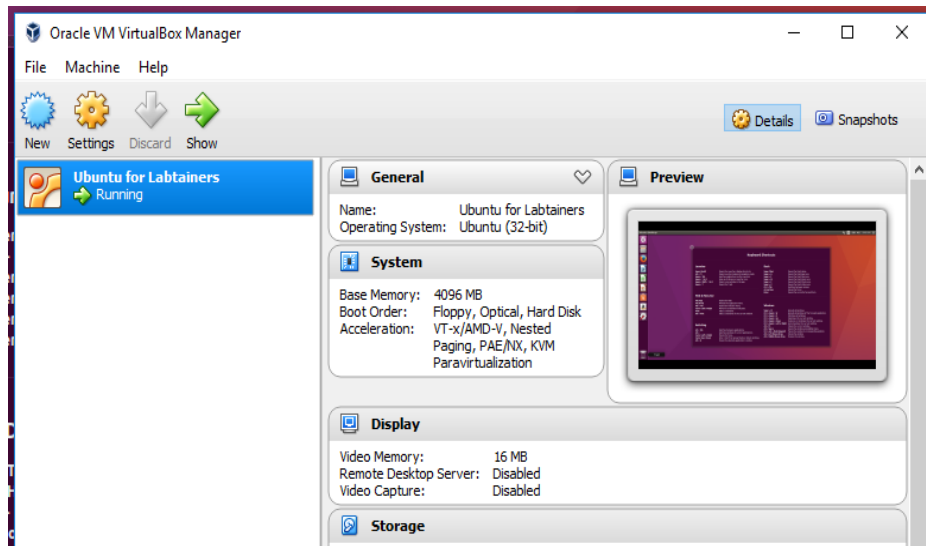 Oracle VM VirtualBox Manager
File Machine Help
New Settings Discard Show
Details Snapshots
Ubuntu for Labtainers
Running
General
Name: Ubuntu for Labtainers
Operating System: Ubuntu (32-bit)
System
Base Memory: 4096 MB
Boot Order: Floppy, Optical, Hard Disk
Acceleration: VT-x/AMD-V, Nested
Paging, PAE/NX, KVM
Paravirtualization
Preview
Keyboard Shortcuts
Display
Video Memory: 16 MB
Remote Desktop Server: Disabled
Video Capture: Disabled
Storage